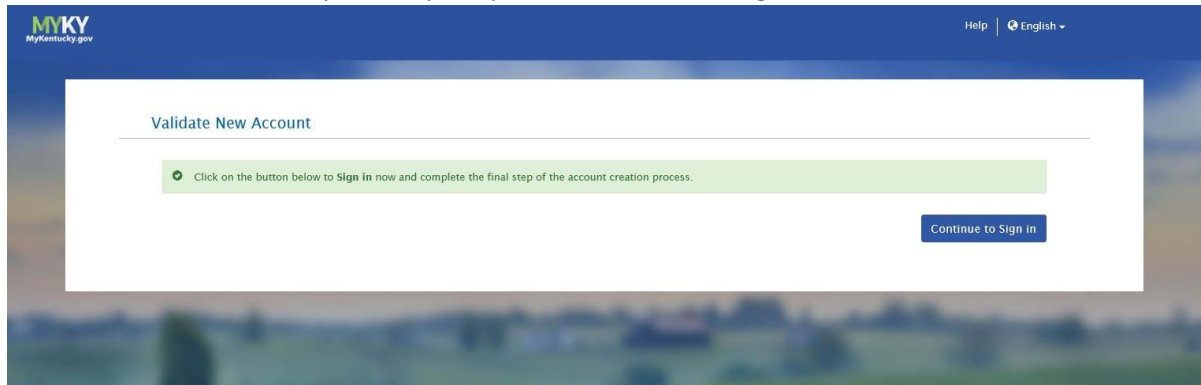 MYKY
MyKentucky.gov
Help
English
Validate New Account
Click on the button below to Sign in now and complete the final step of the account creation process.
Continue to Sign in